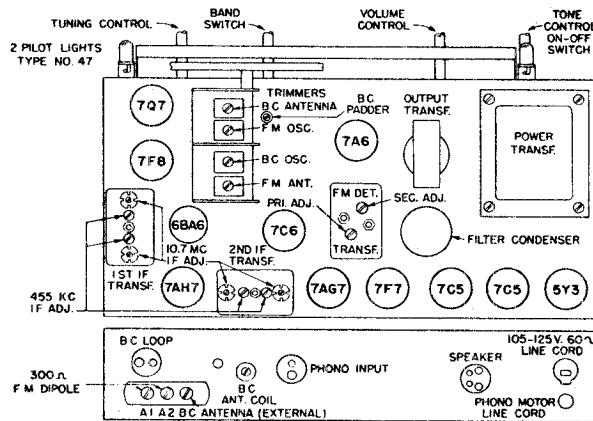 TUNING CONTROL
BAND
SWITCH
VOLUME
CONTROL
TONE
CONTROL
ON-OFF
SWITCH
2 PILOT LIGHTS
TYPE NO. 47
TRIMMERS
BC ANTENNA
FM OSC.
BC
PADDER
BC OSC.
FM ANT.
OUTPUT
TRANSF.
POWER
TRANSF.
7Q7
7F8
7A6
FM DET.
PRI. ADJ.
SEC. ADJ.
TRANSF.
6BA6
7C6
FILTER CONDENSER
10.7 MC
I F ADJ.
2ND IF
TRANSF.
1ST IF
TRANSF.
455 KC
I F ADJ.
7AH7
7AG7
7F7
7C5
7C5
5Y3
BC LOOP
PHONO INPUT
SPEAKER
105-125V. 60~
LINE CORD
300Ω
FM DIPOLE
BC
ANT. COIL
PHONO MOTOR
LINE CORD
A1 A2 BC ANTENNA (EXTERNAL)